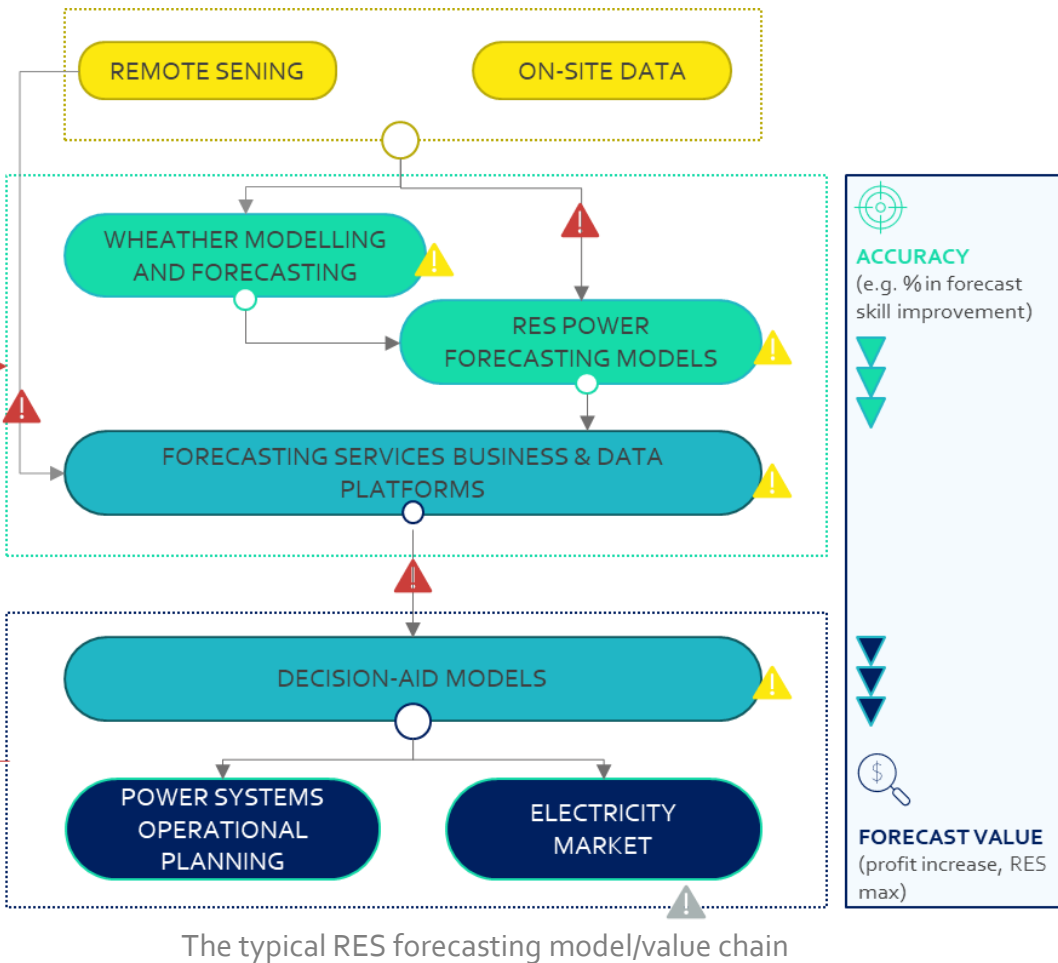 REMOTE SENING
ON-SITE DATA
WHEATHER MODELLING
AND FORECASTING
RES POWER
FORECASTING MODELS
FORECASTING SERVICES BUSINESS & DATA
PLATFORMS
DECISION-AID MODELS
POWER SYSTEMS
OPERATIONAL
PLANNING
ELECTRICITY
MARKET
ACCURACY
(e.g. % in forecast
skill improvement)
$
FORECAST VALUE
(profit increase, RES
max)
The typical RES forecasting model/value chain